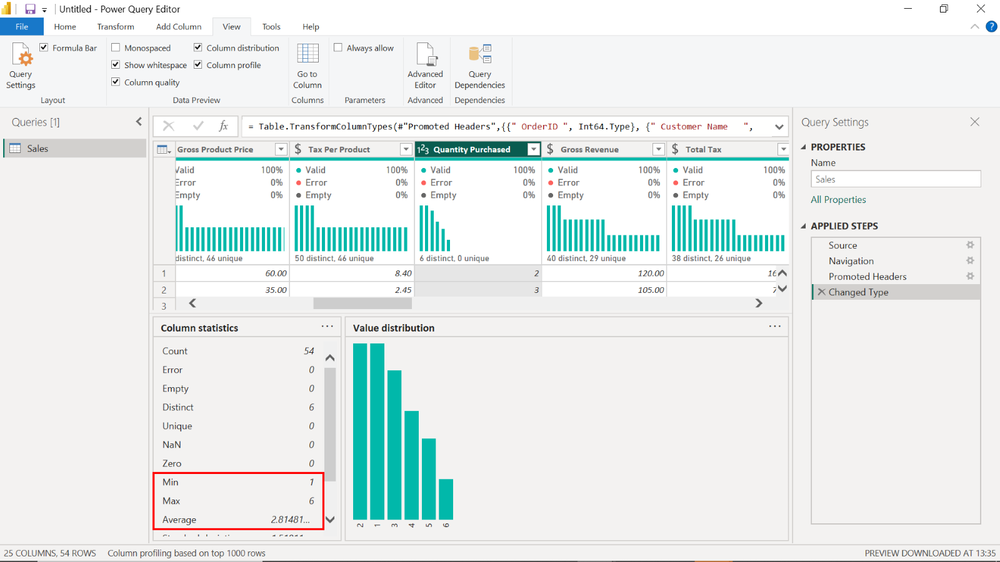 Untitled - Power Query Editor
File Home Transform Add Column View Tools Help ?
Query Settings
Formula Bar
Layout
Monospaced
Show whitespace
Column quality
Column distribution
Column profile
Data Preview
Go to Column
Columns
Always allow
Parameters
Advanced Editor
Advanced
Query Dependencies
Dependencies
Queries [1]
Sales
fx = Table.TransformColumnTypes(#"Promoted Headers",{{" OrderID ", Int64.Type}, {" Customer Name   ",
Gross Product Price $ Tax Per Product 123 Quantity Purchased $ Gross Revenue $ Total Tax
Valid 100% Valid 100% Valid 100% Valid 100% Valid 100%
Error 0% Error 0% Error 0% Error 0% Error 0%
Empty 0% Empty 0% Empty 0% Empty 0% Empty 0%
distinct, 46 unique 50 distinct, 46 unique 6 distinct, 0 unique 40 distinct, 29 unique 38 distinct, 26 unique
1 60.00 8.40 2 120.00 16
2 35.00 2.45 3 105.00 7
3
Column statistics ...
Count 54
Error 0
Empty 0
Distinct 6
Unique 0
NaN 0
Zero 0
Min 1
Max 6
Average 2.81481...
Value distribution ...
2 1 3 4 5 6
Query Settings
PROPERTIES
Name
Sales
All Properties
APPLIED STEPS
Source
Navigation
Promoted Headers
Changed Type
25 COLUMNS, 54 ROWS Column profiling based on top 1000 rows
PREVIEW DOWNLOADED AT 13:35